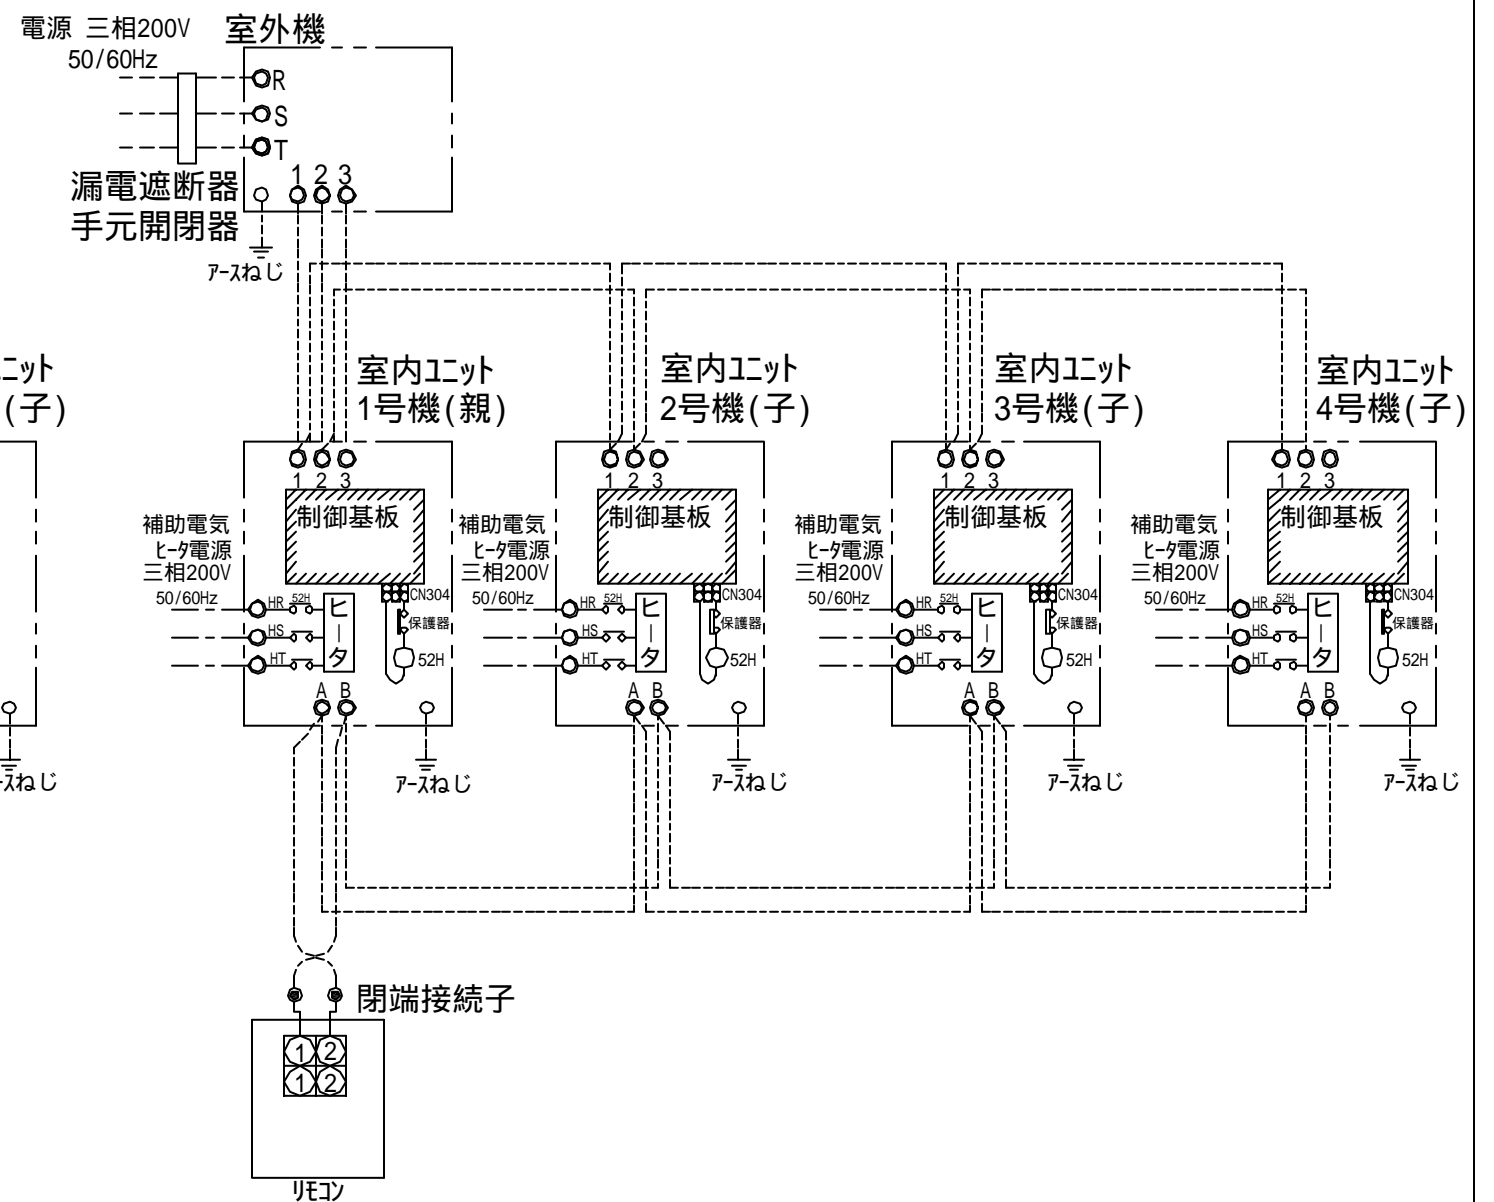 電源 三相200V
50/60Hz
室外機
R
S
T
漏電遮断器
手元開閉器
1 2 3
ｱｰｽねじ
ﾆｯﾄ
(子)
ｽねじ
室内ﾕﾆｯﾄ
1号機(親)
1 2 3
制御基板
補助電気
ﾋｰﾀ電源
三相200V
50/60Hz
HR 52H
HS
HT
ヒータ
CN304
保護器
52H
A B
ｱｰｽねじ
室内ﾕﾆｯﾄ
2号機(子)
1 2 3
制御基板
補助電気
ﾋｰﾀ電源
三相200V
50/60Hz
HR 52H
HS
HT
ヒータ
CN304
保護器
52H
A B
ｱｰｽねじ
室内ﾕﾆｯﾄ
3号機(子)
1 2 3
制御基板
補助電気
ﾋｰﾀ電源
三相200V
50/60Hz
HR 52H
HS
HT
ヒータ
CN304
保護器
52H
A B
ｱｰｽねじ
室内ﾕﾆｯﾄ
4号機(子)
1 2 3
制御基板
補助電気
ﾋｰﾀ電源
三相200V
50/60Hz
HR 52H
HS
HT
ヒータ
CN304
保護器
52H
A B
ｱｰｽねじ
閉端接続子
1 2
1 2
ﾘﾓｺﾝ